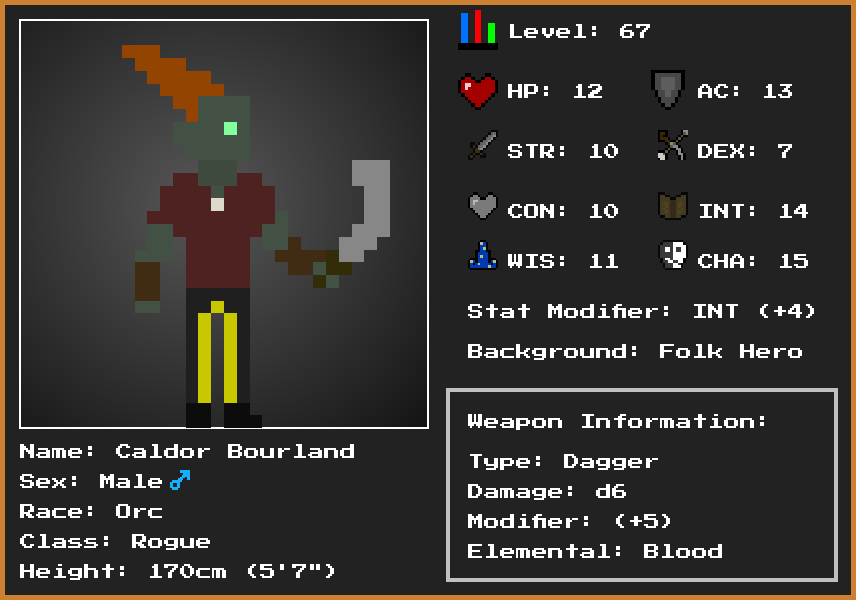 Level: 67
HP: 12 AC: 13
STR: 10 DEX: 7
CON: 10 INT: 14
WIS: 11 CHA: 15
Stat Modifier: INT (+4)
Background: Folk Hero
Weapon Information:
Type: Dagger
Damage: d6
Modifier: (+5)
Elemental: Blood
Name: Caldor Bourland
Sex: Male ♂
Race: Orc
Class: Rogue
Height: 170cm (5'7")